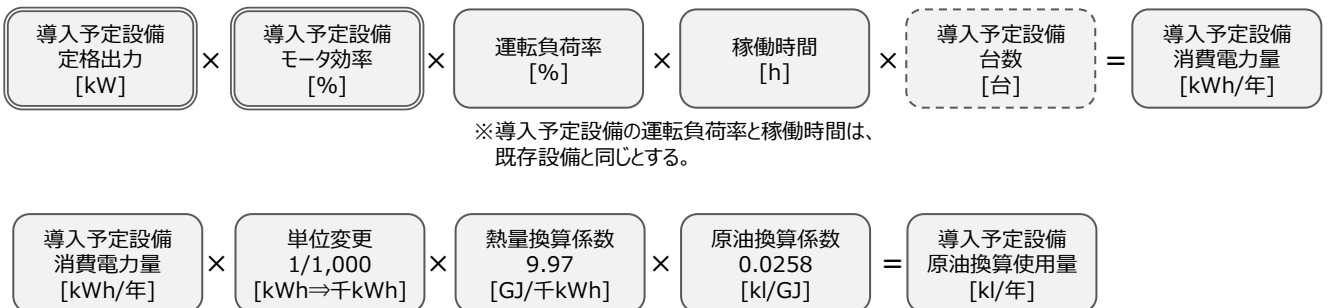 導入予定設備
定格出力
[kW]
×
導入予定設備
モータ効率
[%]
×
運転負荷率
[%]
×
稼働時間
[h]
×
導入予定設備
台数
[台]
=
導入予定設備
消費電力量
[kWh/年]
※導入予定設備の運転負荷率と稼働時間は、
既存設備と同じとする。
導入予定設備
消費電力量
[kWh/年]
×
単位変更
1/1,000
[kWh⇒千kWh]
×
熱量換算係数
9.97
[GJ/千kWh]
×
原油換算係数
0.0258
[kl/GJ]
=
導入予定設備
原油換算使用量
[kl/年]